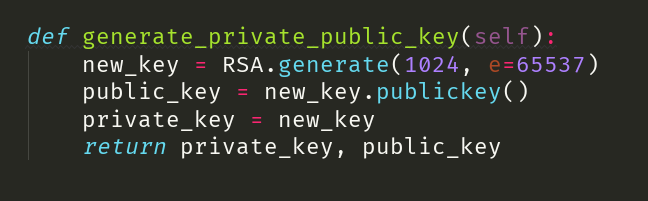 def generate_private_public_key(self):
    new_key = RSA.generate(1024, e=65537)
    public_key = new_key.publickey()
    private_key = new_key
    return private_key, public_key